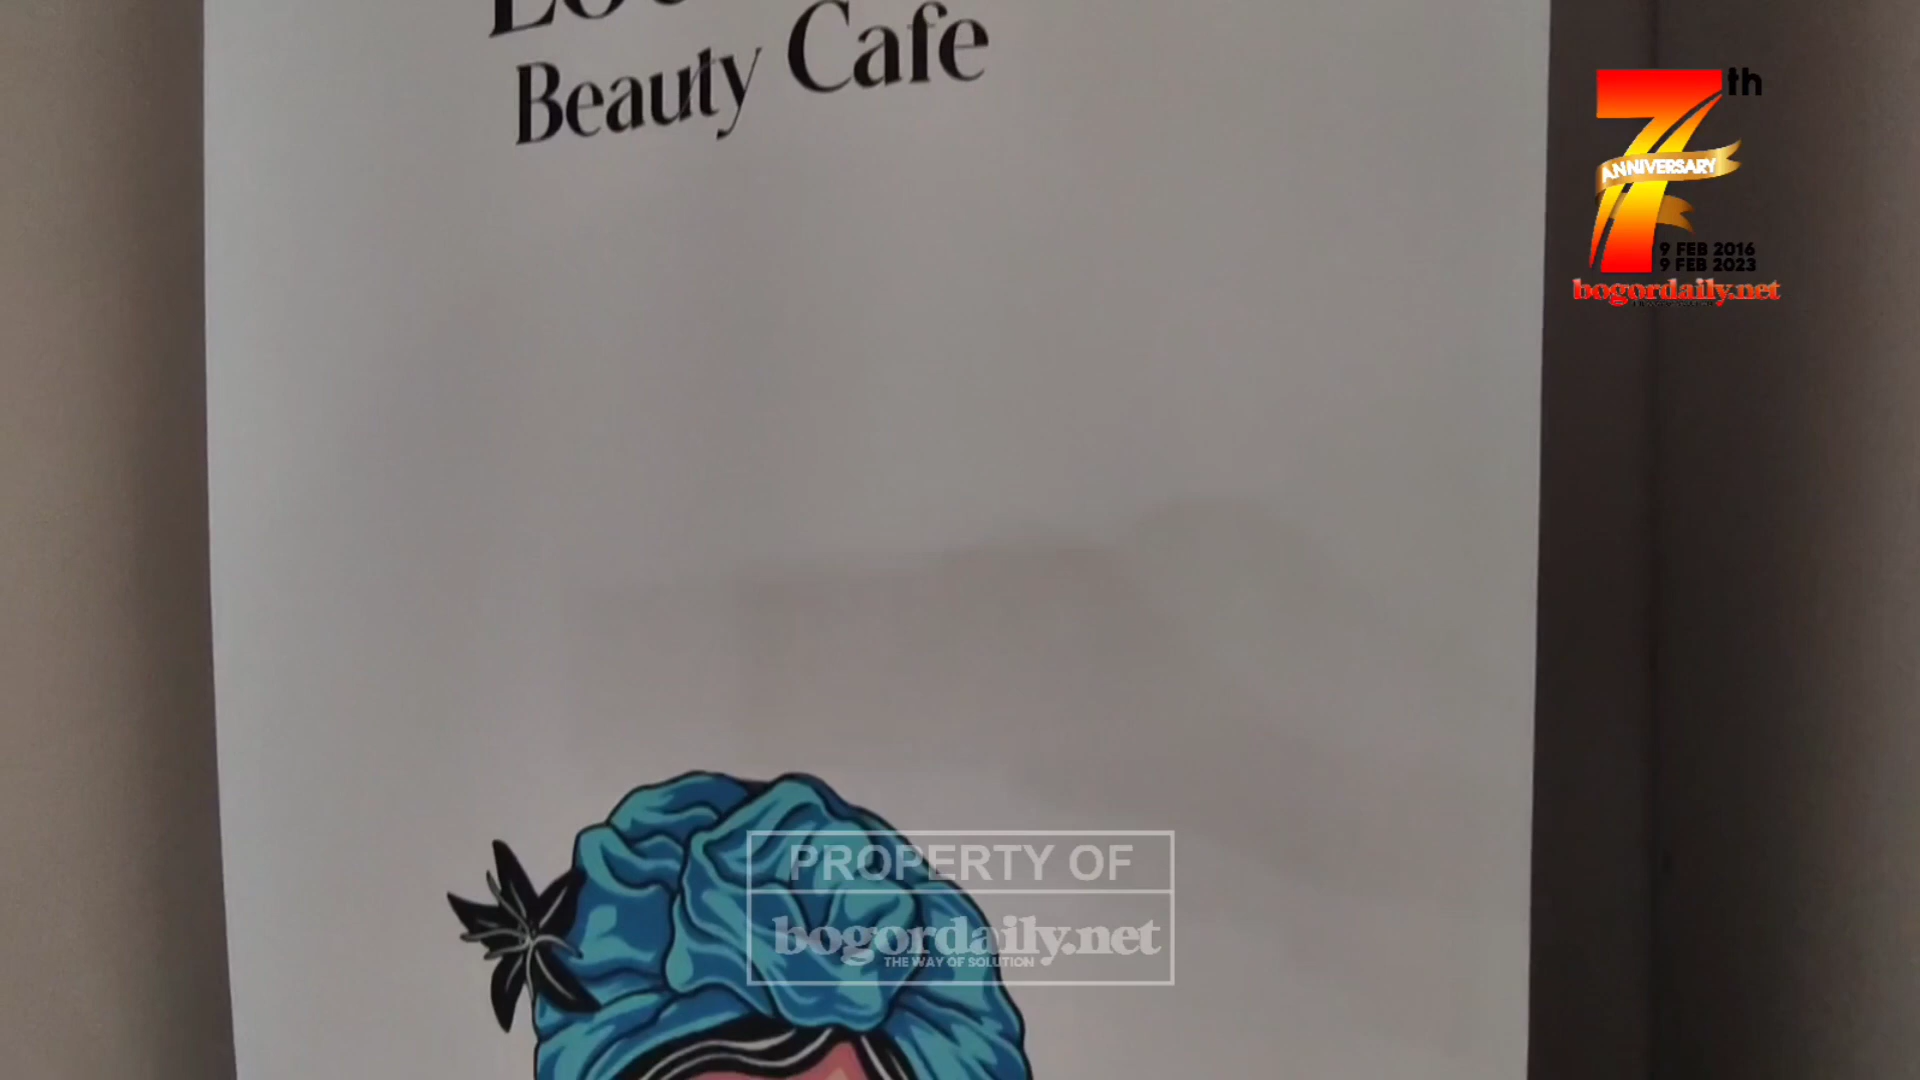 Beauty Cafe
7th
ANNIVERSARY
9 FEB 2016
9 FEB 2023
bogordaily.net
PROPERTY OF
bogordaily.net
THE WAY OF SOLUTION